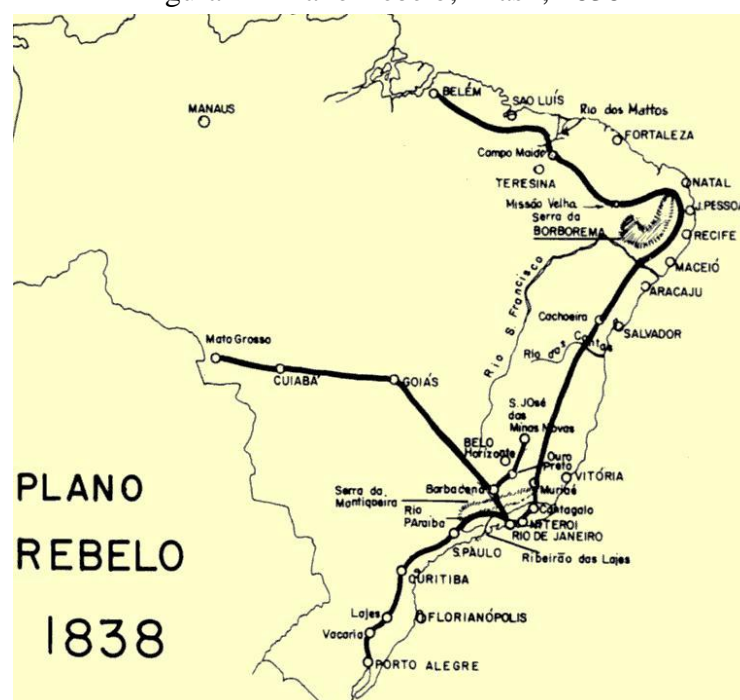 BELÉM
SAO LUÍS
Rio dos Mattos
MANAUS
FORTALEZA
Campo Maior
TERESINA
NATAL
Missão Velha
J. PESSOA
Serra da
BORBOREMA
RECIFE
MACEIÓ
Rio S. Francisco
ARACAJU
Cachoeira
SALVADOR
Mato Grosso
Rio das Contas
CUIABÁ
GOIÁS
S. JOSÉ
das
Minas Novas
BELO
Horizonte
Ouro
Preto
VITÓRIA
PLANO
Barbacena
Muriaé
Serra da
Mantiqueira
Cantagalo
Rio
PAraiba
NITEROI
RIO DE JANEIRO
REBELO
S. PAULO
Ribeirão das Lajes
CURITIBA
1838
Lajes
FLORIANÓPOLIS
Vacaria
PORTO ALEGRE